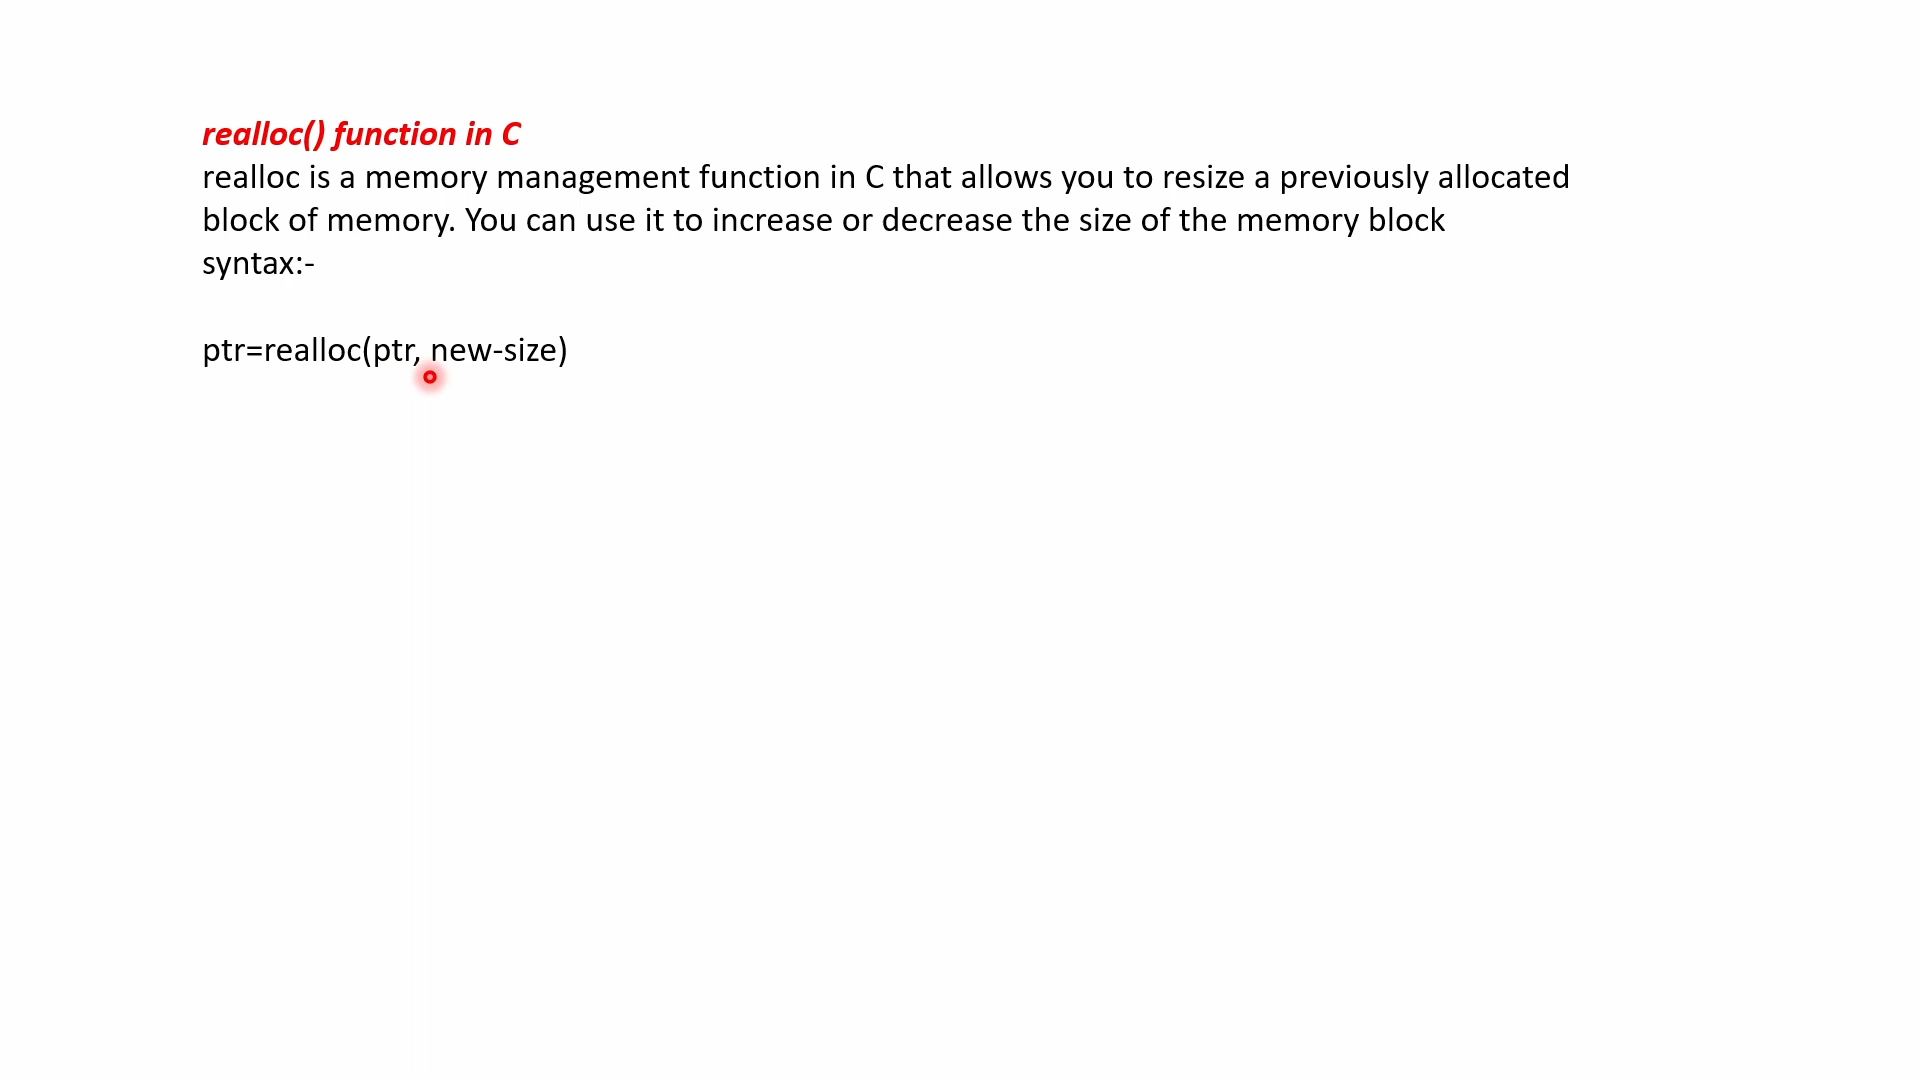 realloc() function in C
realloc is a memory management function in C that allows you to resize a previously allocated
block of memory. You can use it to increase or decrease the size of the memory block
syntax:-
ptr=realloc(ptr, new-size)